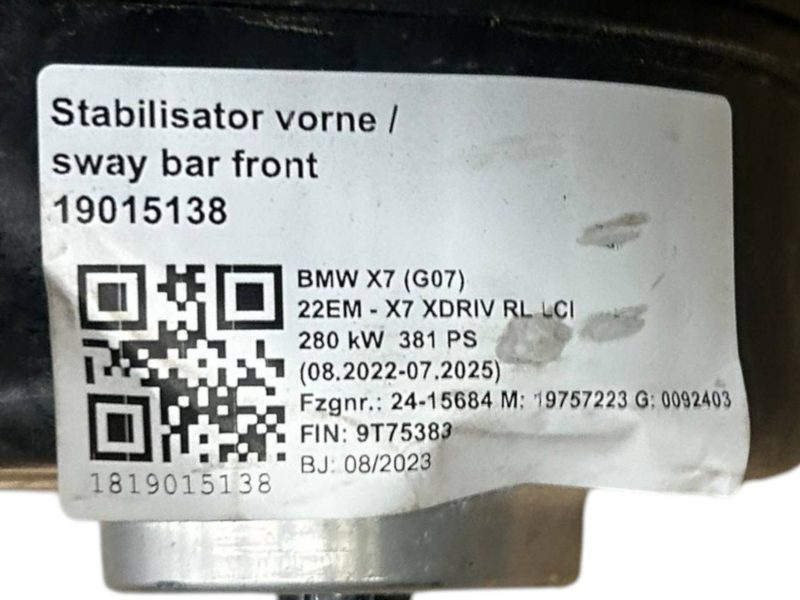 Stabilisator vorne /
sway bar front
19015138
BMW X7 (G07)
22EM - X7 XDRIV RL LCI
280 kW 381 PS
(08.2022-07.2025)
Fzgnr.: 24-15684 M: 19757223 G: 0092403
FIN: 9T75383
BJ: 08/2023
1819015138